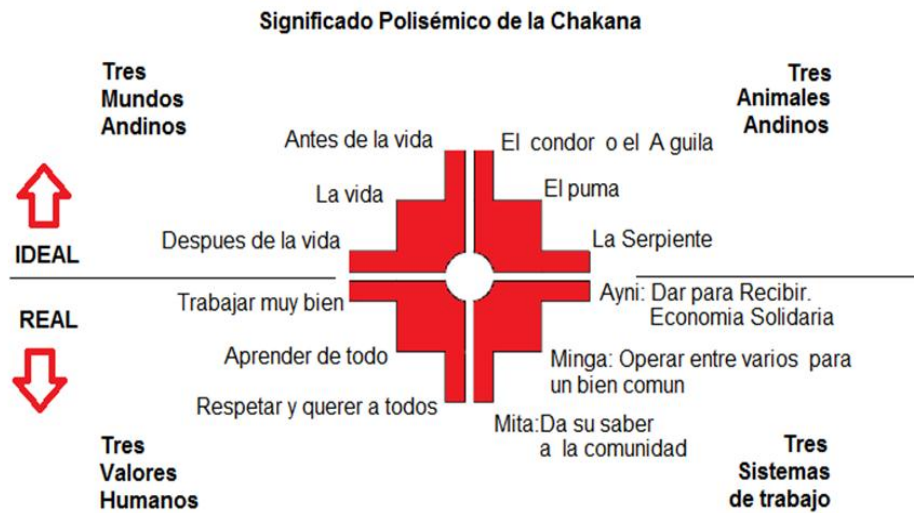 Significado Polisémico de la Chakana
Tres
Mundos
Andinos
Tres
Animales
Andinos
Antes de la vida
El condor o el A guila
La vida
El puma
Despues de la vida
La Serpiente
IDEAL
REAL
Trabajar muy bien
Ayni: Dar para Recibir.
Economia Solidaria
Aprender de todo
Minga: Operar entre varios para
un bien comun
Respetar y querer a todos
Mita:Da su saber
a la comunidad
Tres
Valores
Humanos
Tres
Sistemas
de trabajo